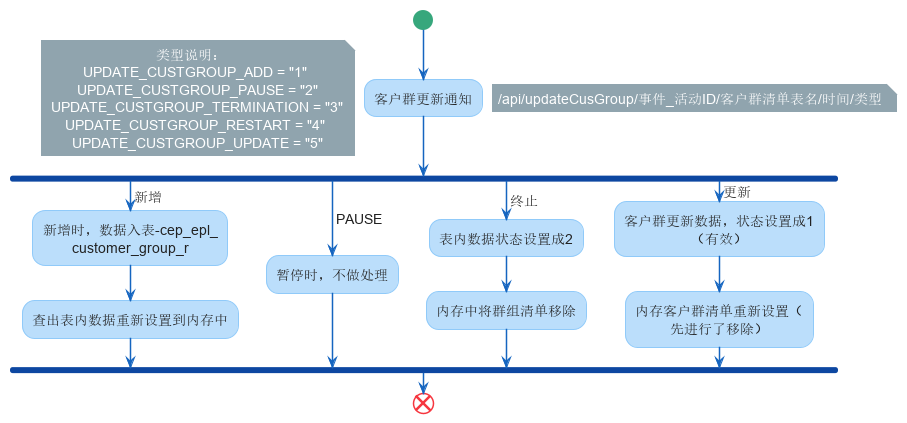 类型说明：
UPDATE_CUSTGROUP_ADD = "1"
UPDATE_CUSTGROUP_PAUSE = "2"
UPDATE_CUSTGROUP_TERMINATION = "3"
UPDATE_CUSTGROUP_RESTART = "4"
UPDATE_CUSTGROUP_UPDATE = "5"
客户群更新通知
/api/updateCusGroup/事件_活动ID/客户群清单表名/时间/类型
新增
新增时，数据入表-cep_epl_
customer_group_r
查出表内数据重新设置到内存中
PAUSE
暂停时，不做处理
终止
表内数据状态设置成2
内存中将群组清单移除
更新
客户群更新数据，状态设置成1
（有效）
内存客户群清单重新设置（
先进行了移除）